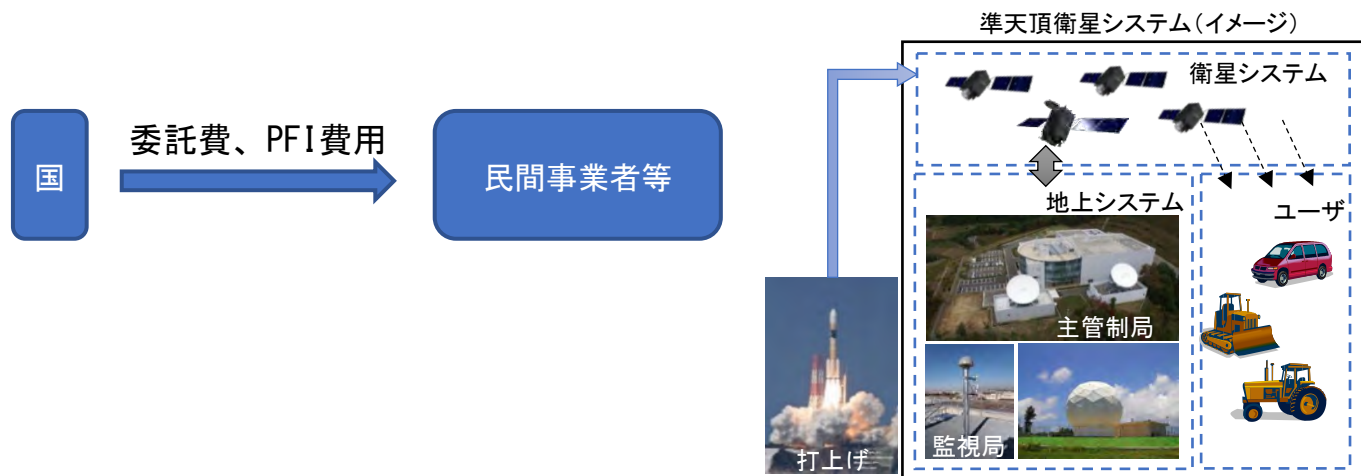 国
委託費、PFI費用
民間事業者等
準天頂衛星システム(イメージ)
衛星システム
地上システム
ユーザ
主管制局
監視局
打上げ